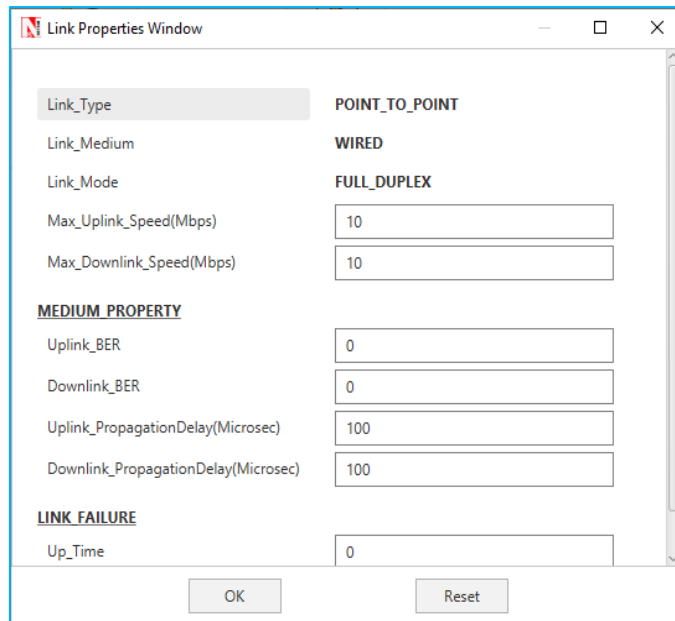 Link Properties Window
Link_Type POINT_TO_POINT
Link_Medium WIRED
Link_Mode FULL_DUPLEX
Max_Uplink_Speed(Mbps) 10
Max_Downlink_Speed(Mbps) 10
MEDIUM_PROPERTY
Uplink_BER 0
Downlink_BER 0
Uplink_PropagationDelay(Microsec) 100
Downlink_PropagationDelay(Microsec) 100
LINK_FAILURE
Up_Time 0
OK Reset